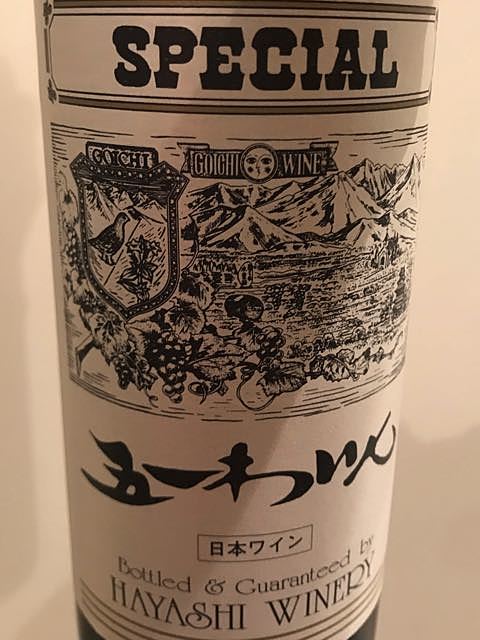 SPECIAL
GOICHI
GOICHI WINE
五一わいん
日本ワイン
Bottled & Guaranteed by
HAYASHI WINERY